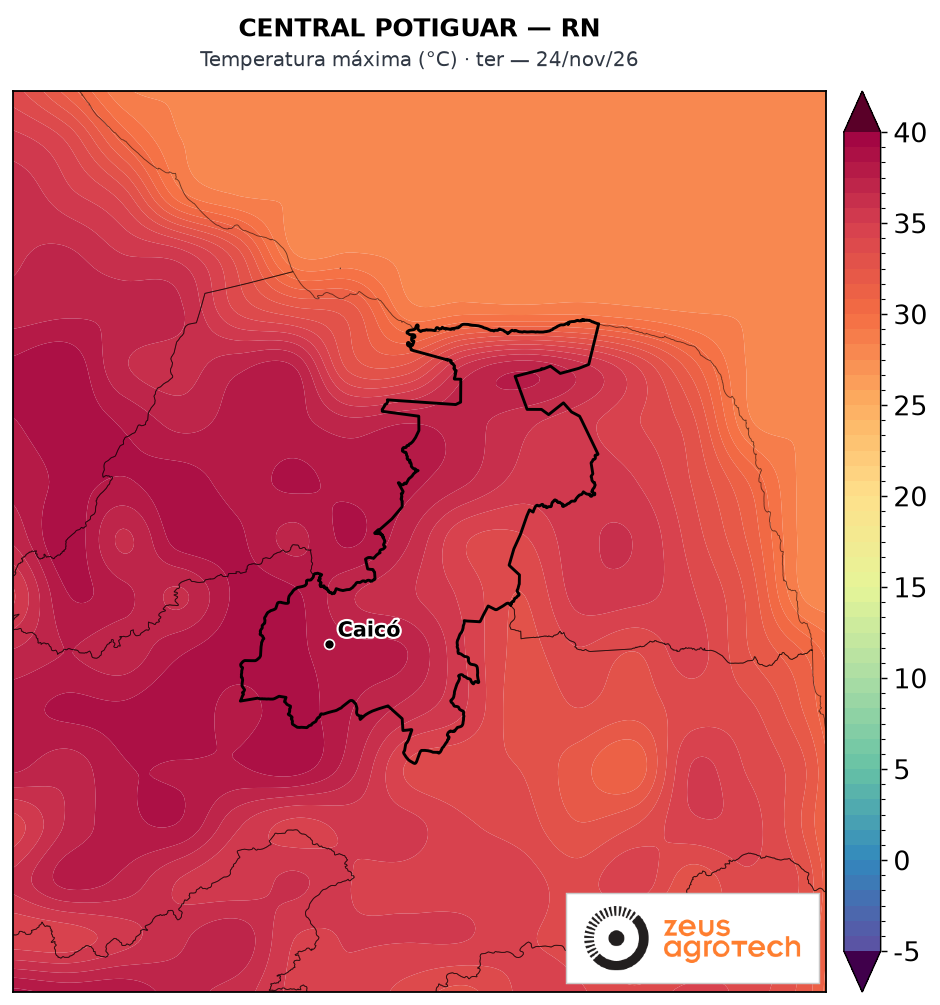 CENTRAL POTIGUAR — RN
Temperatura máxima (°C) · ter — 24/nov/26
40
35
30
25
20
15
10
5
0
-5
Caicó
zeus
agrotech